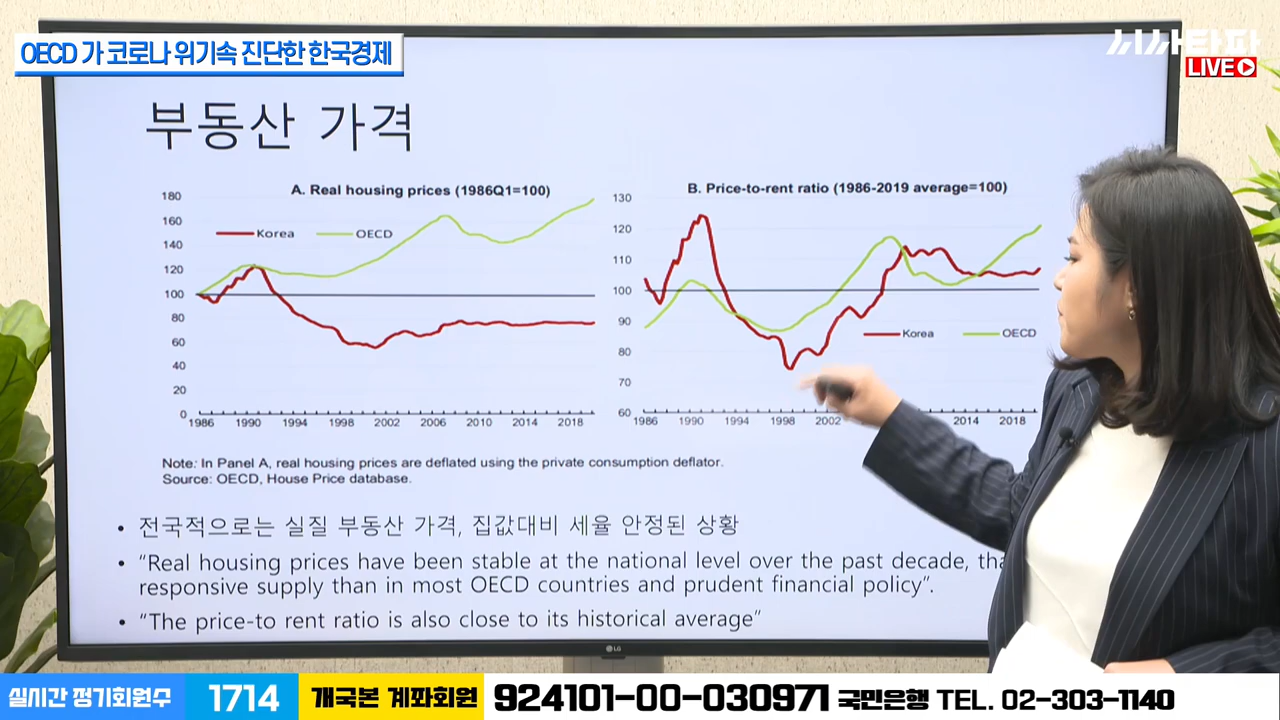 OECD 가 코로나 위기속 진단한 한국경제
시사타파
LIVE
부동산 가격
A. Real housing prices (1986Q1=100)
180
160
140
120
100
80
60
40
20
0
Korea
OECD
1986 1990 1994 1998 2002 2006 2010 2014 2018
B. Price-to-rent ratio (1986-2019 average=100)
130
120
110
100
90
80
70
60
Korea
OECD
1986 1990 1994 1998 2002 2014 2018
Note: In Panel A, real housing prices are deflated using the private consumption deflator.
Source: OECD, House Price database.
• 전국적으로는 실질 부동산 가격, 집값대비 세율 안정된 상황
• “Real housing prices have been stable at the national level over the past decade,
responsive supply than in most OECD countries and prudent financial policy”.
• “The price-to rent ratio is also close to its historical average”
LG
실시간 정기회원수 1714 개국본 계좌회원 924101-00-030971 국민은행 TEL. 02-303-1140